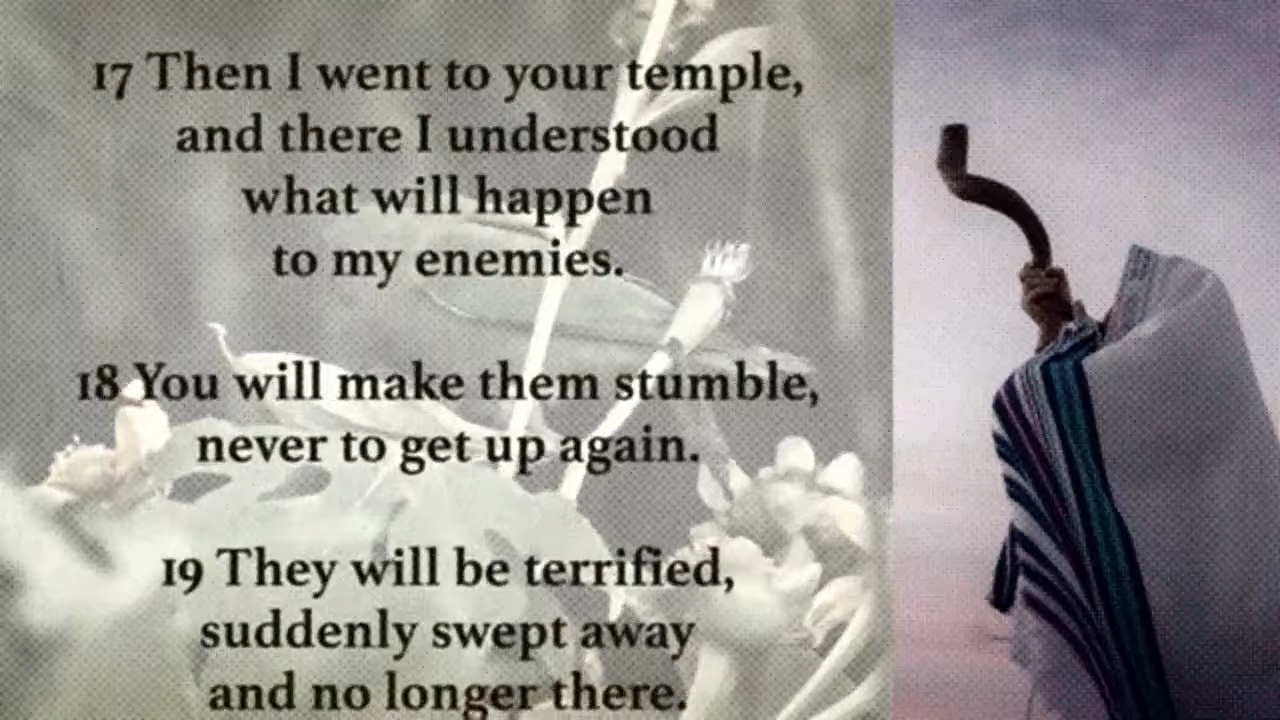 17 Then I went to your temple,
and there I understood
what will happen
to my enemies.
18 You will make them stumble,
never to get up again.
19 They will be terrified,
suddenly swept away
and no longer there.